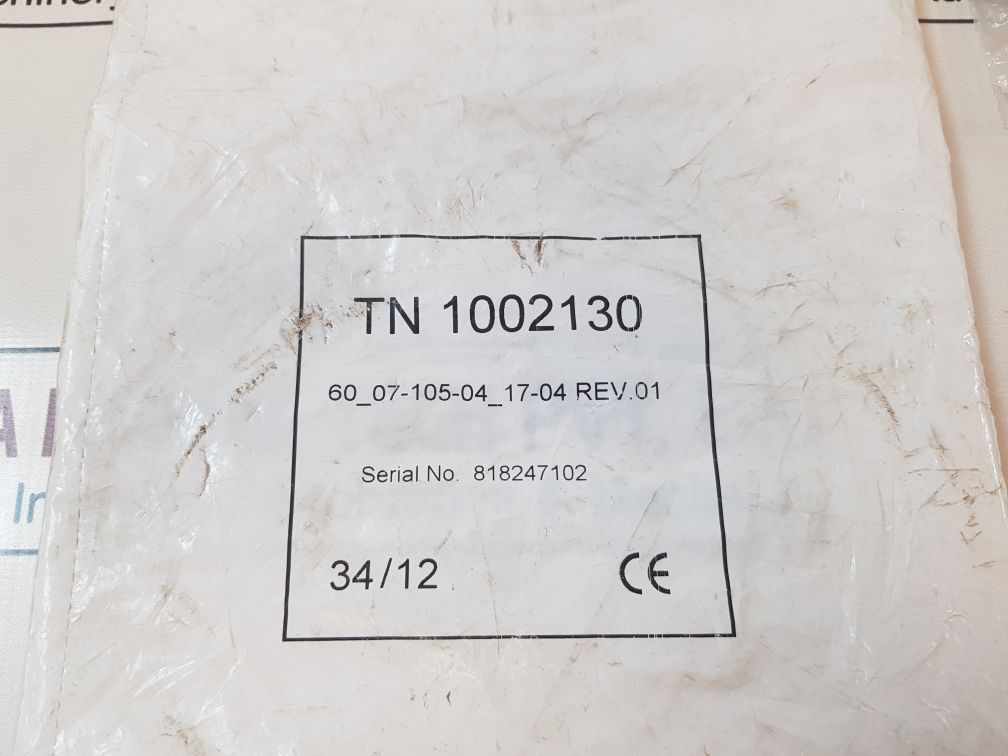 TN 1002130
60_07-105-04_17-04 REV.01
Serial No. 818247102
34/12 CE